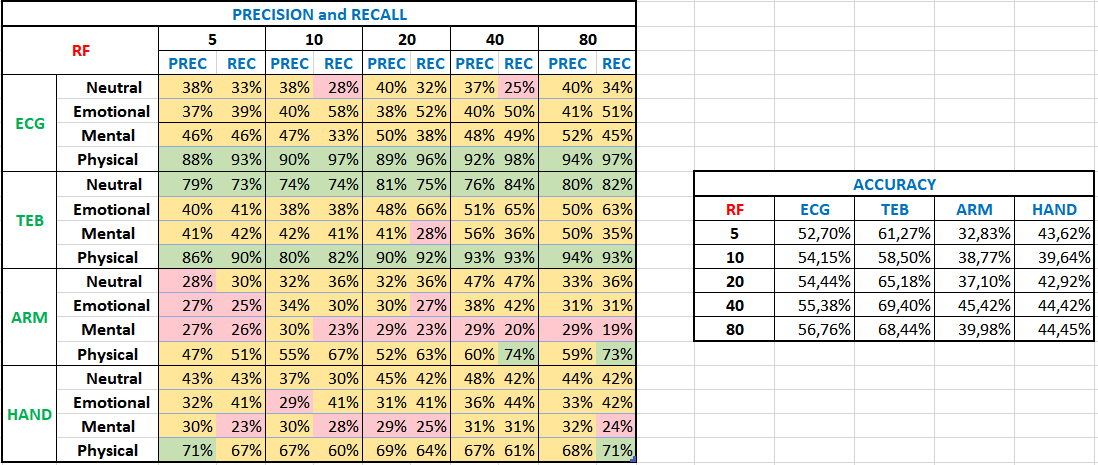 PRECISION and RECALL
RF 5 10 20 40 80
PREC REC PREC REC PREC REC PREC REC PREC REC
ECG
Neutral 38% 33% 38% 28% 40% 32% 37% 25% 40% 34%
Emotional 37% 39% 40% 58% 38% 52% 40% 50% 41% 51%
Mental 46% 46% 47% 33% 50% 38% 48% 49% 52% 45%
Physical 88% 93% 90% 97% 89% 96% 92% 98% 94% 97%
TEB
Neutral 79% 73% 74% 74% 81% 75% 76% 84% 80% 82%
Emotional 40% 41% 38% 38% 48% 66% 51% 65% 50% 63%
Mental 41% 42% 42% 41% 41% 28% 56% 36% 50% 35%
Physical 86% 90% 80% 82% 90% 92% 93% 93% 94% 93%
ARM
Neutral 28% 30% 32% 36% 32% 36% 47% 47% 33% 36%
Emotional 27% 25% 34% 30% 30% 27% 38% 42% 31% 31%
Mental 27% 26% 30% 23% 29% 23% 29% 20% 29% 19%
Physical 47% 51% 55% 67% 52% 63% 60% 74% 59% 73%
HAND
Neutral 43% 43% 37% 30% 45% 42% 48% 42% 44% 42%
Emotional 32% 41% 29% 41% 31% 41% 36% 44% 33% 42%
Mental 30% 23% 30% 28% 29% 25% 31% 31% 32% 24%
Physical 71% 67% 67% 60% 69% 64% 67% 61% 68% 71%
ACCURACY
RF ECG TEB ARM HAND
5 52,70% 61,27% 32,83% 43,62%
10 54,15% 58,50% 38,77% 39,64%
20 54,44% 65,18% 37,10% 42,92%
40 55,38% 69,40% 45,42% 44,42%
80 56,76% 68,44% 39,98% 44,45%